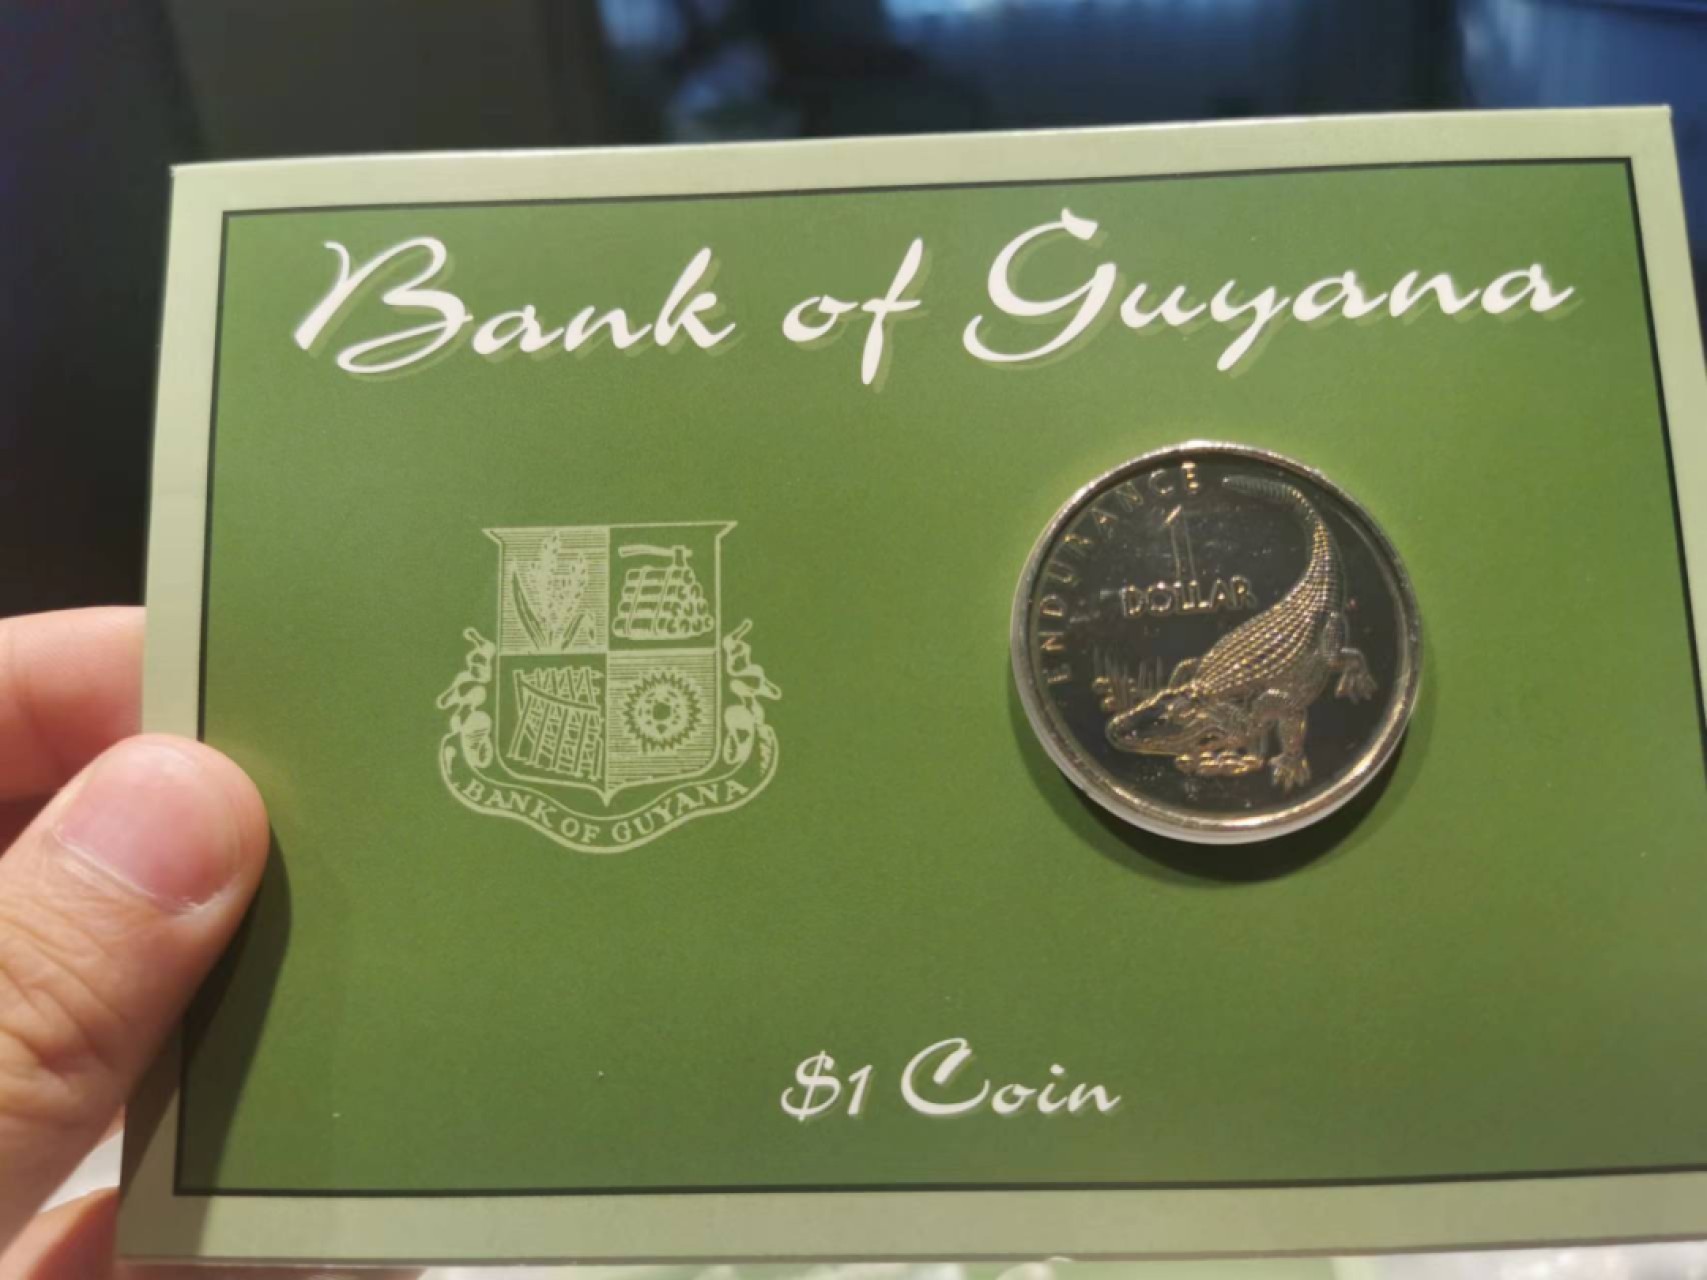 Bank of Guyana
ENDURANCE
1
DOLLAR
BANK OF GUYANA
$1 Coin